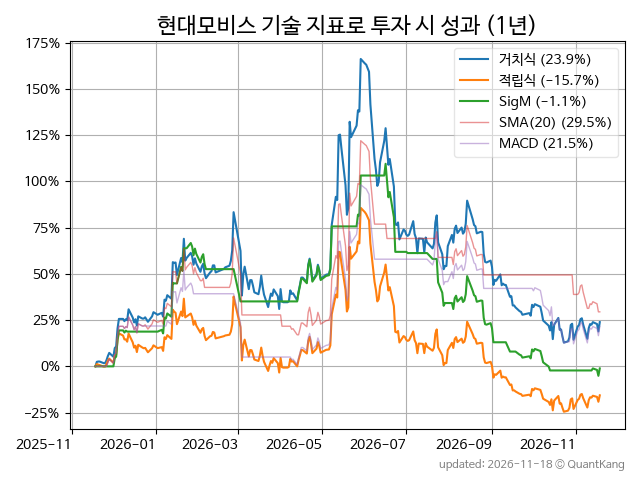 현대모비스 기술 지표로 투자 시 성과 (1년)
175%
150%
125%
100%
75%
50%
25%
0%
−25%
거치식 (23.9%)
적립식 (-15.7%)
SigM (-1.1%)
SMA(20) (29.5%)
MACD (21.5%)
2025-11
2026-01
2026-03
2026-05
2026-07
2026-09
2026-11
updated: 2026-11-18 © QuantKang